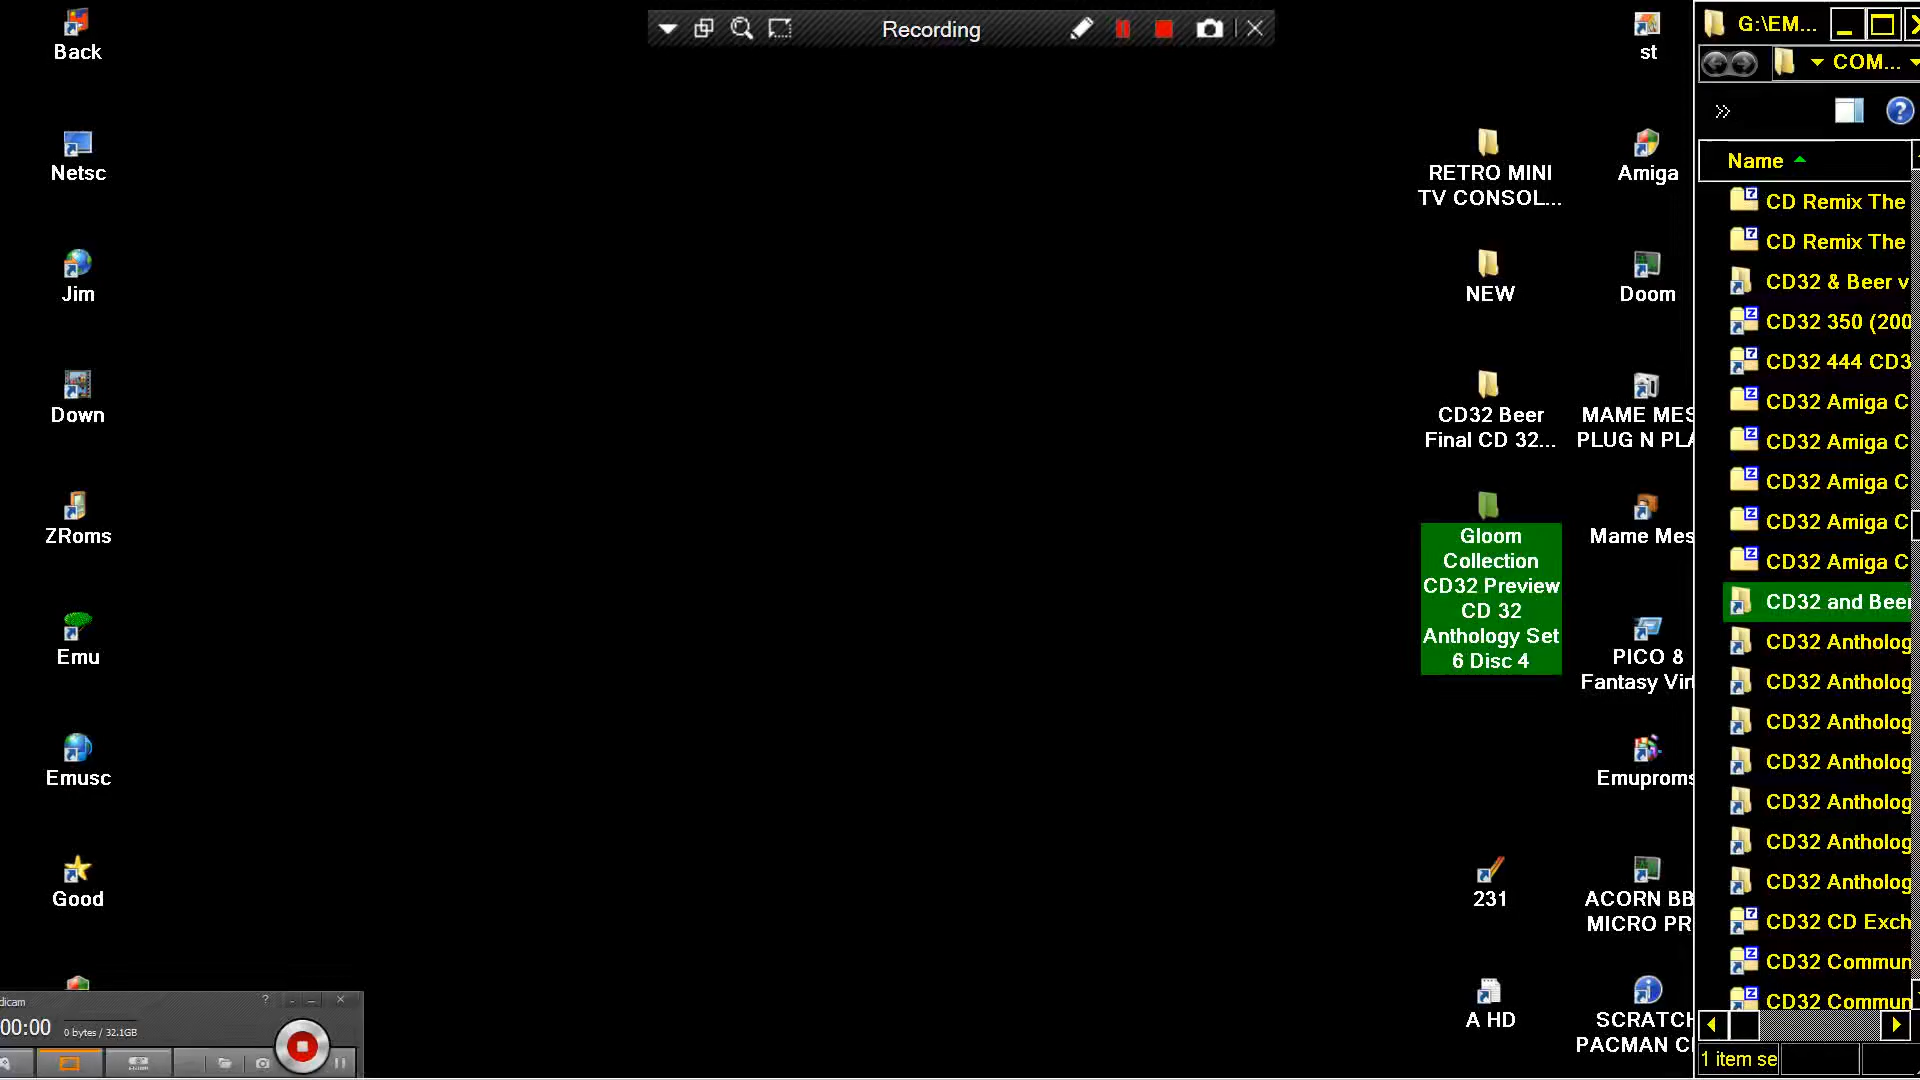 Back
Netsc
Jim
Down
ZRoms
Emu
Emusc
Good
Recording
RETRO MINI
TV CONSOL...
NEW
CD32 Beer
Final CD 32...
Gloom
Collection
CD32 Preview
CD 32
Anthology Set
6 Disc 4
231
A HD
st
Amiga
Doom
MAME MES
PLUG N PLA
Mame Mes
PICO 8
Fantasy Virt
Emuproms
ACORN BB
MICRO PR
SCRATCH
PACMAN C
G:\EM...
COM...
Name
CD Remix The
CD Remix The
CD32 & Beer v
CD32 350 (200
CD32 444 CD3
CD32 Amiga C
CD32 Amiga C
CD32 Amiga C
CD32 Amiga C
CD32 Amiga C
CD32 and Beer
CD32 Antholog
CD32 Antholog
CD32 Antholog
CD32 Antholog
CD32 Antholog
CD32 Antholog
CD32 Antholog
CD32 CD Exch
CD32 Commun
CD32 Commun
1 item se
dicam
00:00
0 bytes / 32.1GB